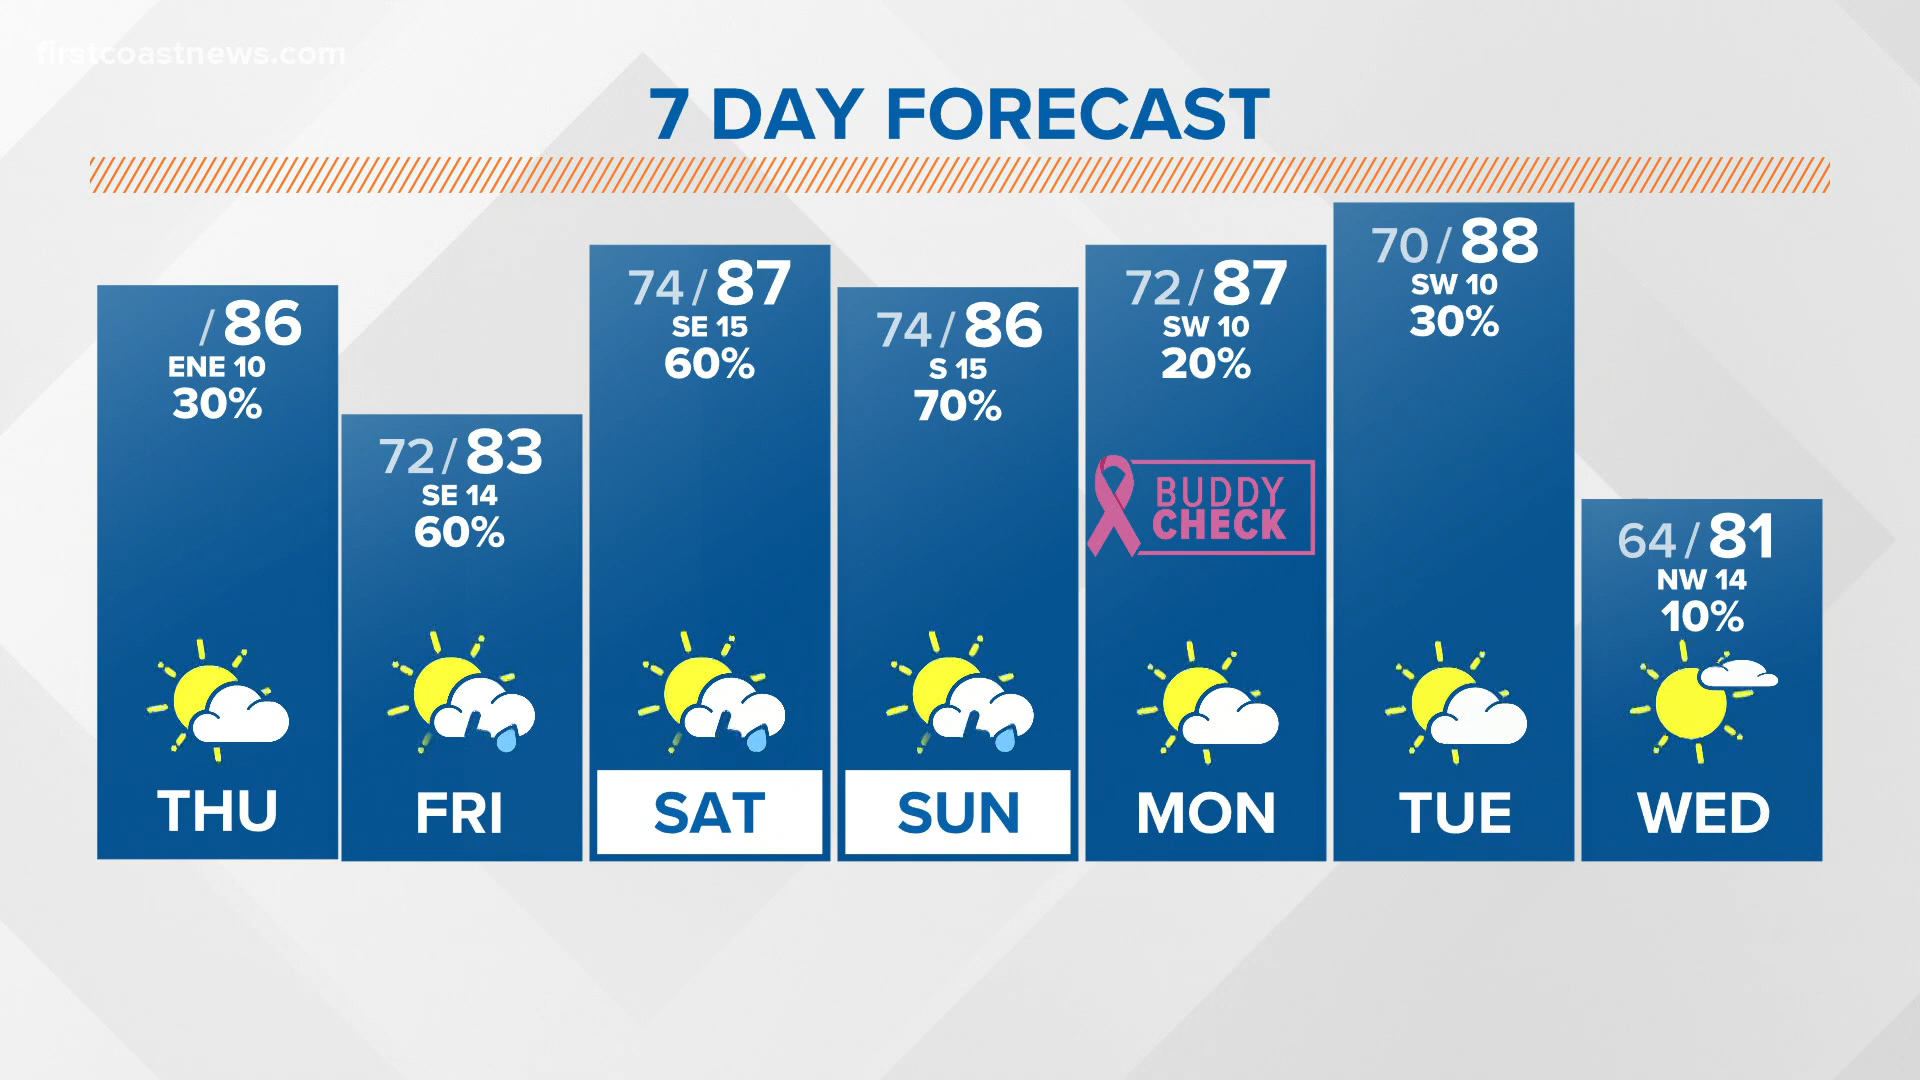 firstcoastnews.com
7 DAY FORECAST
/86
ENE 10
30%
THU
72/83
SE 14
60%
FRI
74/87
SE 15
60%
SAT
74/86
S 15
70%
SUN
72/87
SW 10
20%
BUDDY
CHECK
MON
70/88
SW 10
30%
TUE
64/81
NW 14
10%
WED